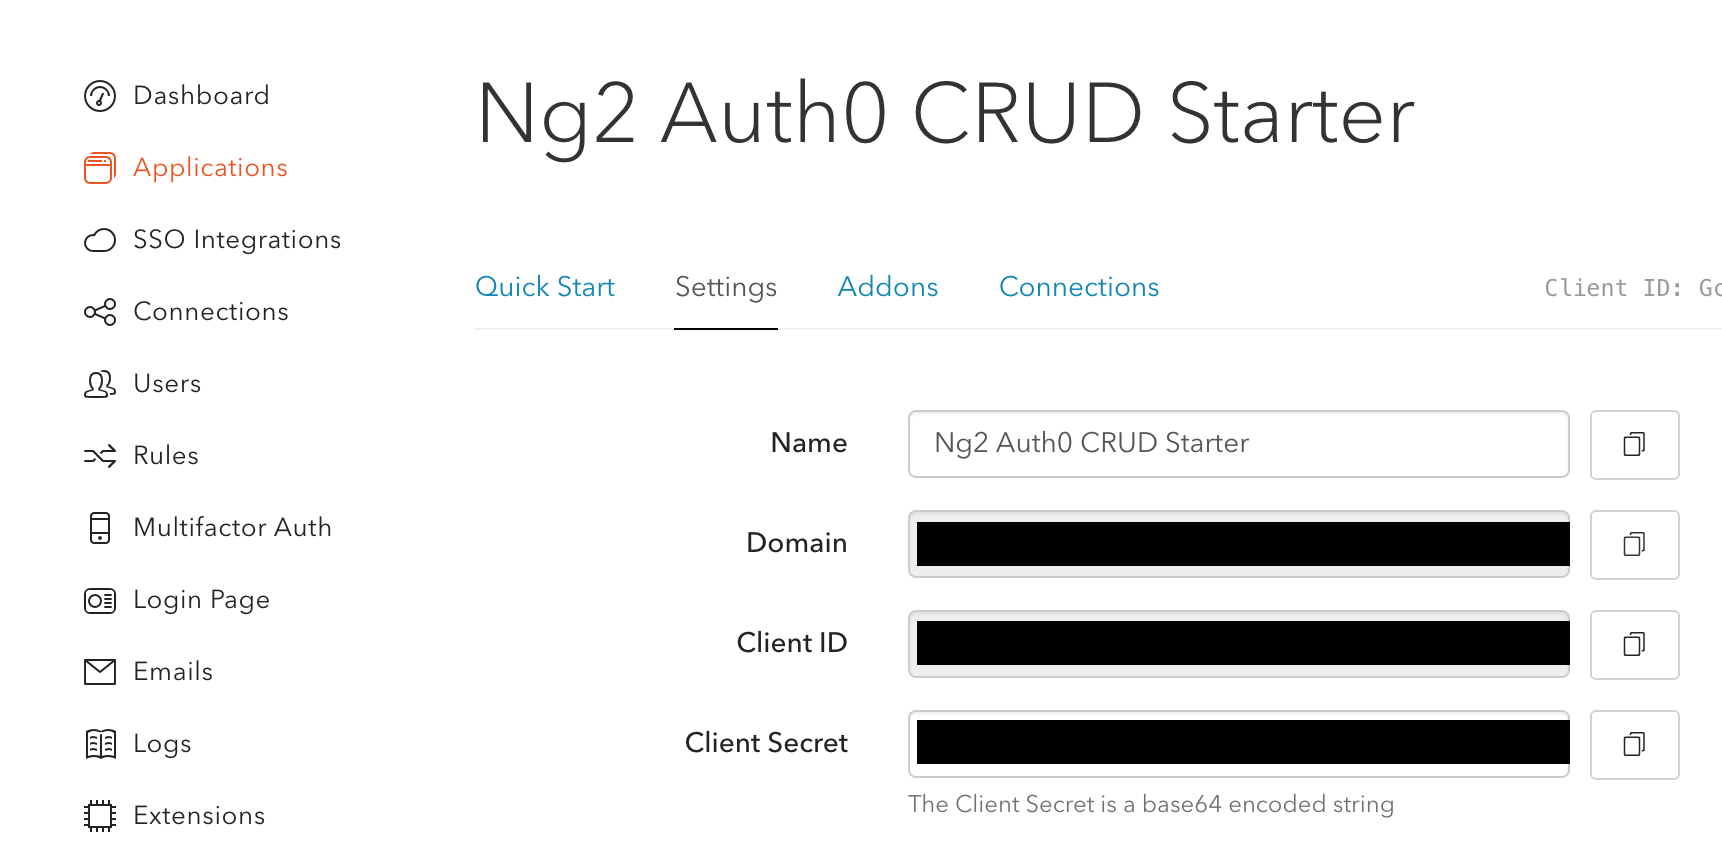 Dashboard
Applications
SSO Integrations
Connections
Users
Rules
Multifactor Auth
Login Page
Emails
Logs
Extensions
Ng2 Auth0 CRUD Starter
Quick Start Settings Addons Connections Client ID:
Name Ng2 Auth0 CRUD Starter
Domain
Client ID
Client Secret
The Client Secret is a base64 encoded string